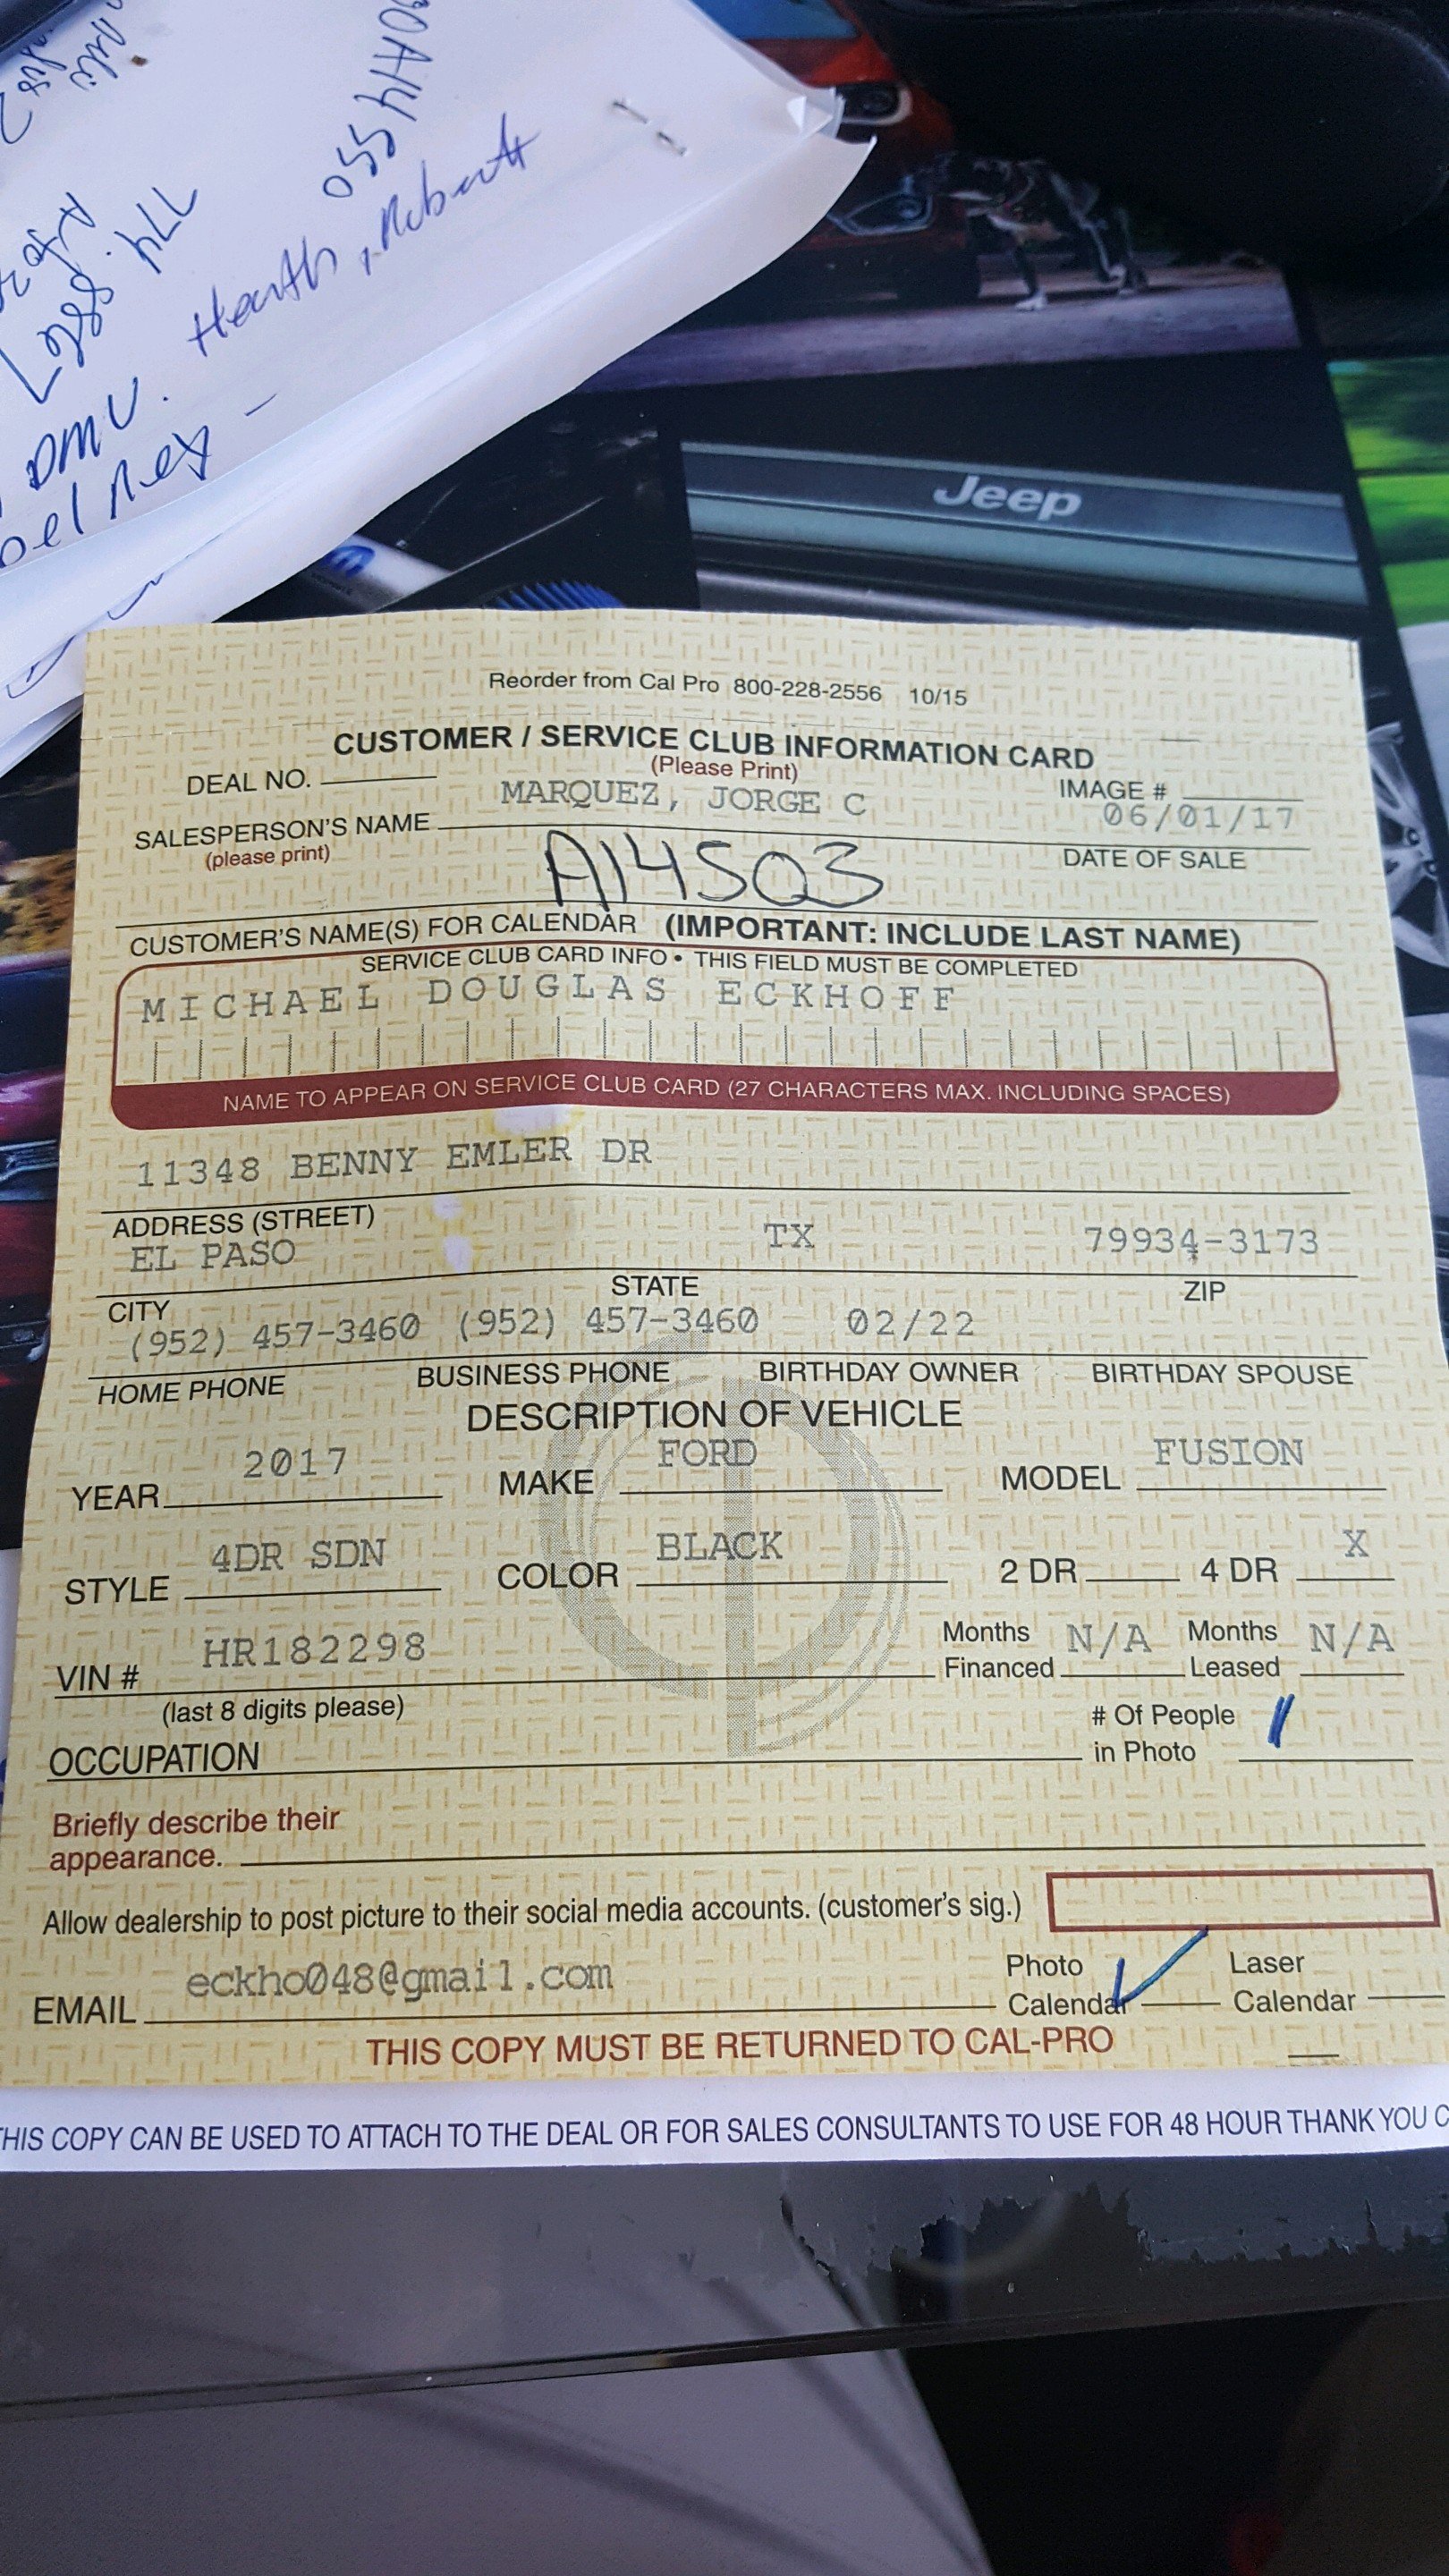 00A14550
Jeep
Reorder from Cal Pro 800-228-2556 10/15
CUSTOMER / SERVICE CLUB INFORMATION CARD
(Please Print)
DEAL NO.
MARQUEZ, JORGE C
IMAGE #
06/01/17
SALESPERSON'S NAME
(please print)
DATE OF SALE
A14503
CUSTOMER'S NAME(S) FOR CALENDAR (IMPORTANT: INCLUDE LAST NAME)
SERVICE CLUB CARD INFO • THIS FIELD MUST BE COMPLETED
MICHAEL DOUGLAS ECKHOFF
NAME TO APPEAR ON SERVICE CLUB CARD (27 CHARACTERS MAX. INCLUDING SPACES)
11348 BENNY EMLER DR
ADDRESS (STREET)
EL PASO TX 79934-3173
CITY STATE ZIP
(952) 457-3460 (952) 457-3460 02/22
HOME PHONE BUSINESS PHONE BIRTHDAY OWNER BIRTHDAY SPOUSE
DESCRIPTION OF VEHICLE
YEAR 2017 MAKE FORD MODEL FUSION
STYLE 4DR SDN COLOR BLACK 2 DR 4 DR X
VIN # HR182298 Months Financed N/A Months Leased N/A
(last 8 digits please)
OCCUPATION # Of People in Photo 1
Briefly describe their
appearance.
Allow dealership to post picture to their social media accounts. (customer's sig.)
EMAIL eckho048@gmail.com Photo Calendar Laser Calendar
THIS COPY MUST BE RETURNED TO CAL-PRO
HIS COPY CAN BE USED TO ATTACH TO THE DEAL OR FOR SALES CONSULTANTS TO USE FOR 48 HOUR THANK YOU C